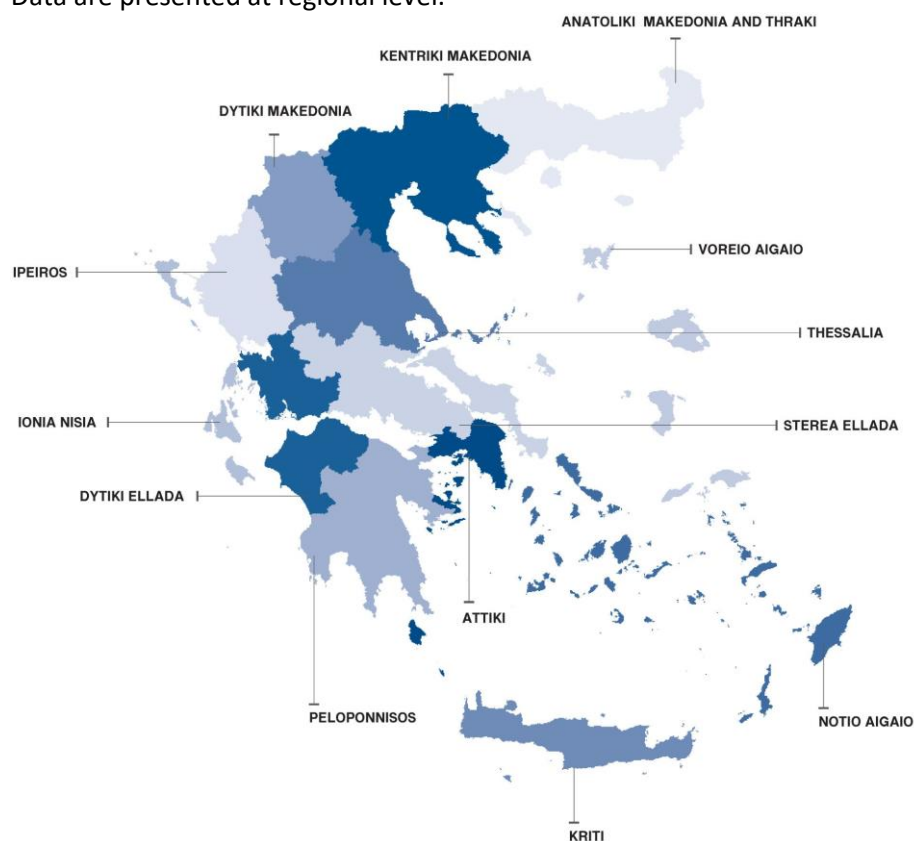 Data are presented at regional level.
ANATOLIKI MAKEDONIA AND THRAKI
KENTRIKI MAKEDONIA
DYTIKI MAKEDONIA
VOREIO AIGAIO
IPEIROS
THESSALIA
IONIA NISIA
STEREA ELLADA
DYTIKI ELLADA
ATTIKI
PELOPONNISOS
NOTIO AIGAIO
KRITI